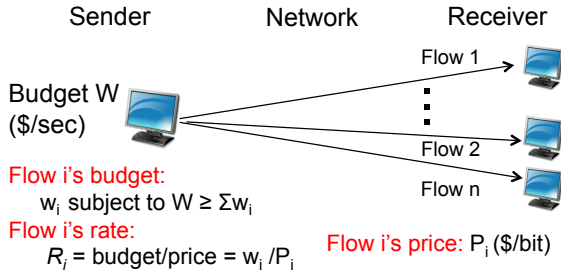 Sender Network Receiver
Flow 1
Budget W
($/sec)
Flow 2
Flow i's budget:
wi subject to W ≥ Σwi
Flow n
Flow i's rate:
Ri = budget/price = wi /Pi
Flow i's price: Pi ($/bit)